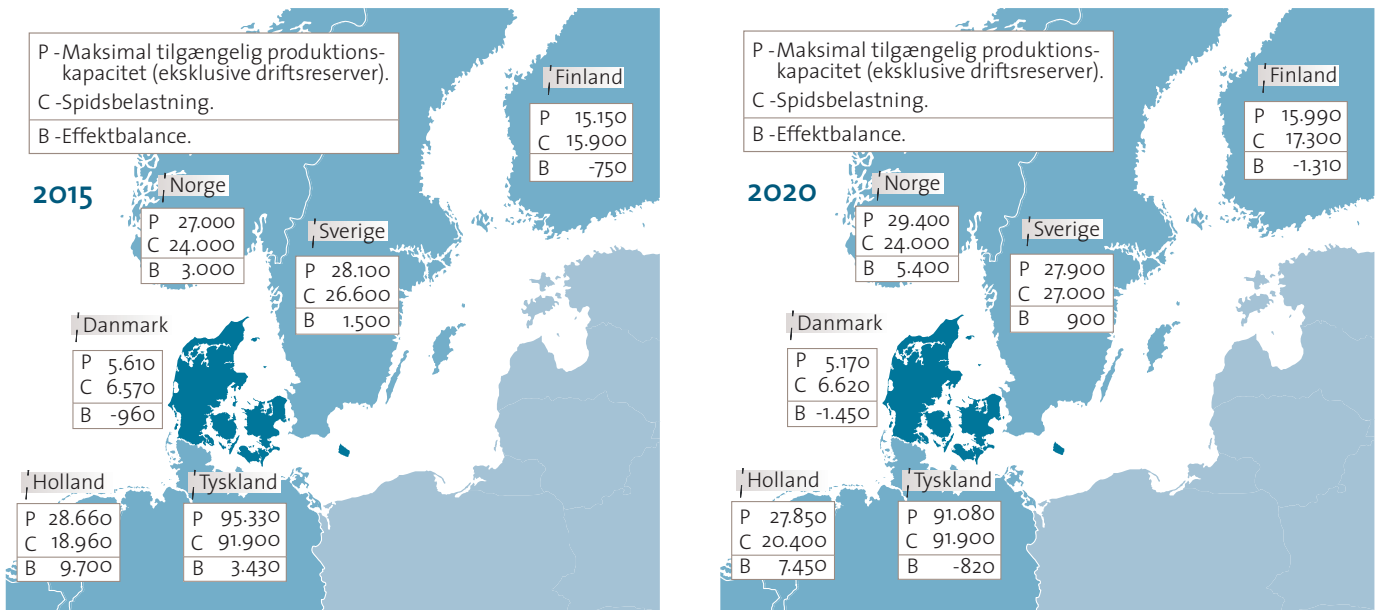 P -Maksimal tilgængelig produktions-
kapacitet (eksklusive driftsreserver).
C -Spidsbelastning.
B -Effektbalance.
2015
Finland
P 15.150
C 15.900
B -750
Norge
P 27.000
C 24.000
B 3.000
Sverige
P 28.100
C 26.600
B 1.500
Danmark
P 5.610
C 6.570
B -960
Holland
P 28.660
C 18.960
B 9.700
Tyskland
P 95.330
C 91.900
B 3.430
P -Maksimal tilgængelig produktions-
kapacitet (eksklusive driftsreserver).
C -Spidsbelastning.
B -Effektbalance.
2020
Finland
P 15.990
C 17.300
B -1.310
Norge
P 29.400
C 24.000
B 5.400
Sverige
P 27.900
C 27.000
B 900
Danmark
P 5.170
C 6.620
B -1.450
Holland
P 27.850
C 20.400
B 7.450
Tyskland
P 91.080
C 91.900
B -820